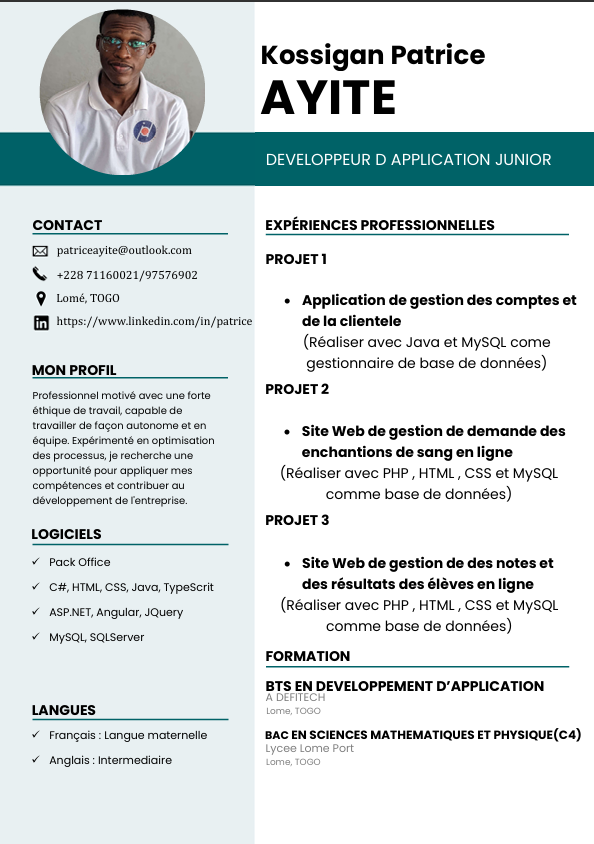 Kossigan Patrice
AYITE
DEVELOPPEUR D APPLICATION JUNIOR
CONTACT
patriceayite@outlook.com
+228 71160021/97576902
Lomé, TOGO
https://www.linkedin.com/in/patrice
MON PROFIL
Professionnel motivé avec une forte
éthique de travail, capable de
travailler de façon autonome et en
équipe. Expérimenté en optimisation
des processus, je recherche une
opportunité pour appliquer mes
compétences et contribuer au
développement de l'entreprise.
LOGICIELS
✓ Pack Office
✓ C#, HTML, CSS, Java, TypeScrit
✓ ASP.NET, Angular, JQuery
✓ MySQL, SQLServer
LANGUES
✓ Français : Langue maternelle
✓ Anglais : Intermediaire
EXPÉRIENCES PROFESSIONNELLES
PROJET 1
• Application de gestion des comptes et
de la clientele
(Réaliser avec Java et MySQL come
gestionnaire de base de données)
PROJET 2
• Site Web de gestion de demande des
enchantions de sang en ligne
(Réaliser avec PHP , HTML , CSS et MySQL
comme base de données)
PROJET 3
• Site Web de gestion de des notes et
des résultats des élèves en ligne
(Réaliser avec PHP , HTML , CSS et MySQL
comme base de données)
FORMATION
BTS EN DEVELOPPEMENT D’APPLICATION
A DEFITECH
Lome, TOGO
BAC EN SCIENCES MATHEMATIQUES ET PHYSIQUE(C4)
Lycee Lome Port
Lome, TOGO